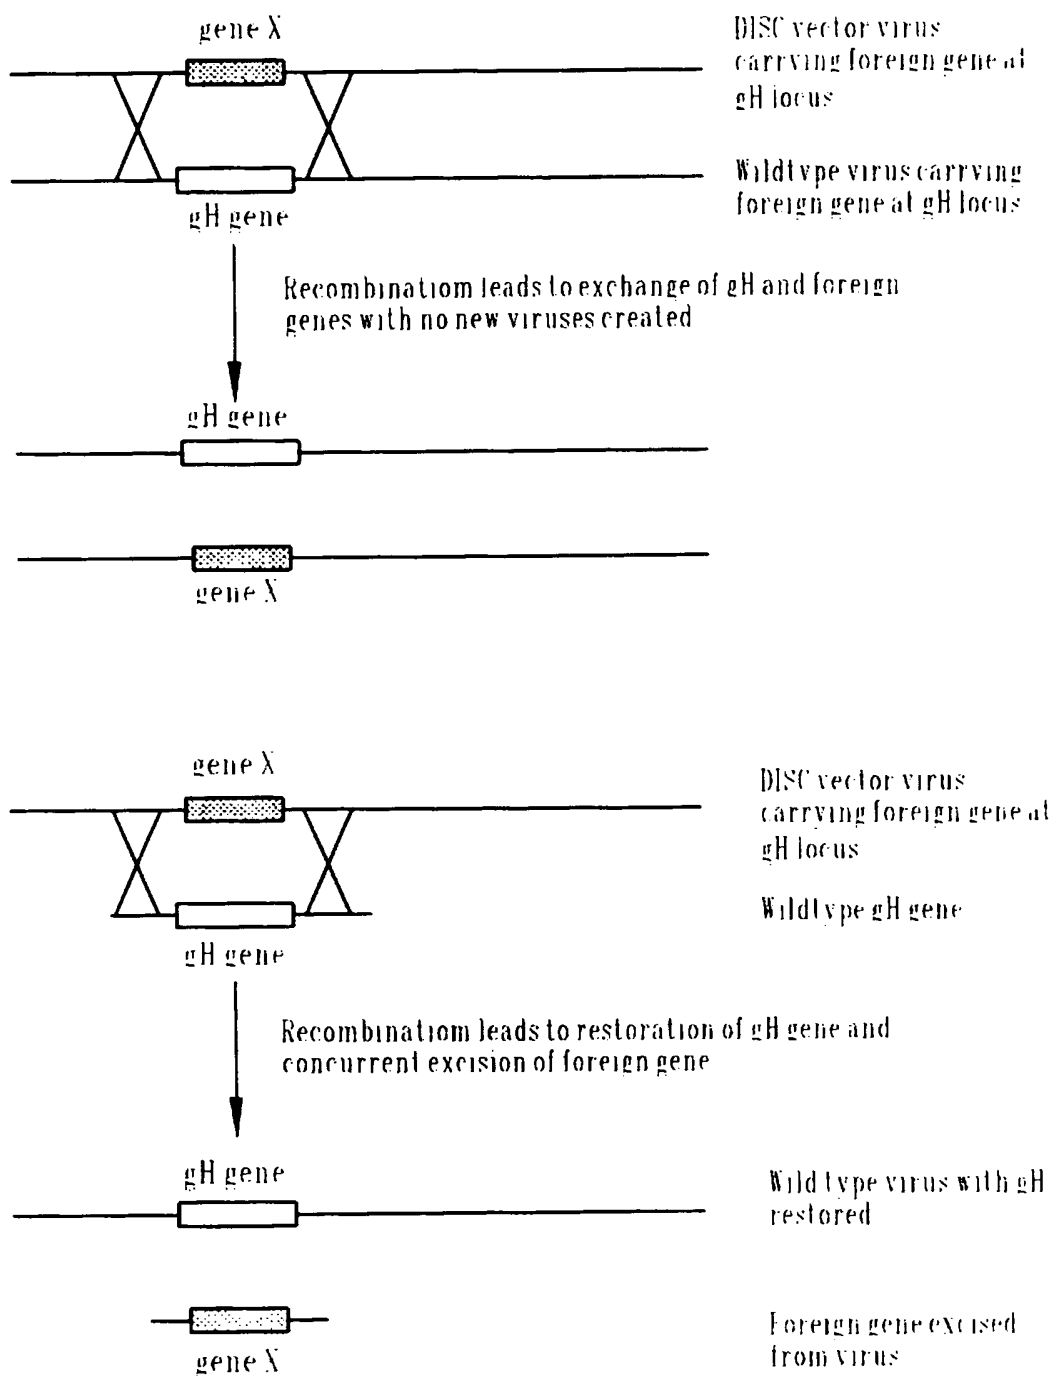 gene X
DISC vector virus
carrying foreign gene at
gH locus
gH gene
Wildtype virus carrying
foreign gene at gH locus
Recombinatiom leads to exchange of gH and foreign
genes with no new viruses created
gH gene
gene X
gene X
DISC vector virus
carrying foreign gene at
gH locus
gH gene
Wildtype gH gene
Recombinatiom leads to restoration of gH gene and
concurrent excision of foreign gene
gH gene
Wild type virus with gH
restored
gene X
Foreign gene excised
from virus